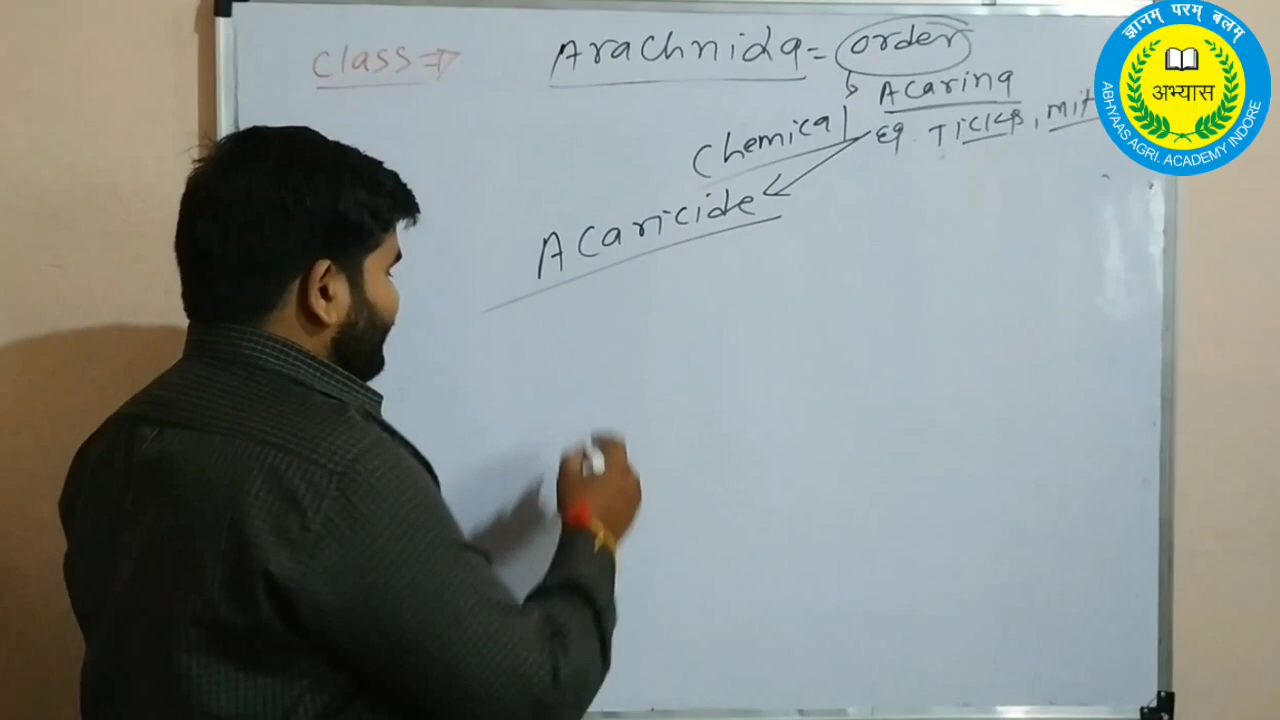 class⇒ Arachnida = order
Acarina
eg. Ticks, mit
Chemical
Acaricide
ज्ञानम् परमं बलम्
अभ्यास
ABHYAAS AGRI. ACADEMY INDORE